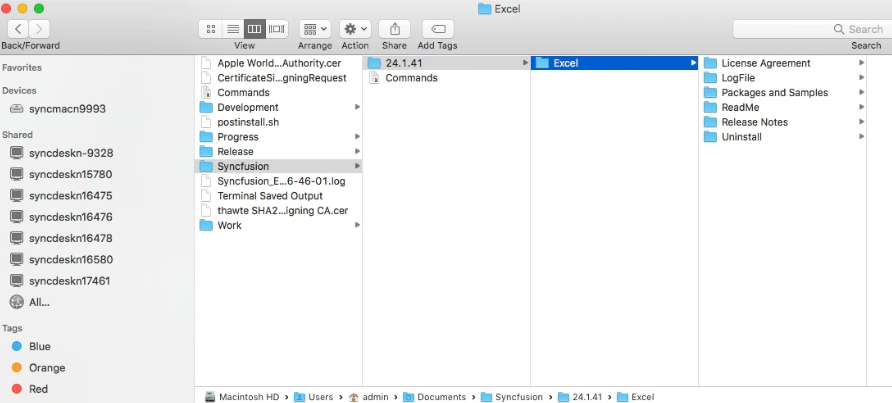 Excel
Search
Back/Forward
View
Arrange
Action
Share
Add Tags
Search
Favorites
Devices
syncmacn9993
Shared
syncdeskn-9328
syncdeskn15780
syncdeskn16475
syncdeskn16476
syncdeskn16478
syncdeskn16580
syncdeskn17461
All...
Tags
Blue
Orange
Red
Apple World...Authority.cer
CertificateSi...gningRequest
Commands
Development
postinstall.sh
Progress
Release
Syncfusion
Syncfusion_E...6-46-01.log
Terminal Saved Output
thawte SHA2...igning CA.cer
Work
24.1.41
Commands
Excel
License Agreement
LogFile
Packages and Samples
ReadMe
Release Notes
Uninstall
Macintosh HD › Users › admin › Documents › Syncfusion › 24.1.41 › Excel